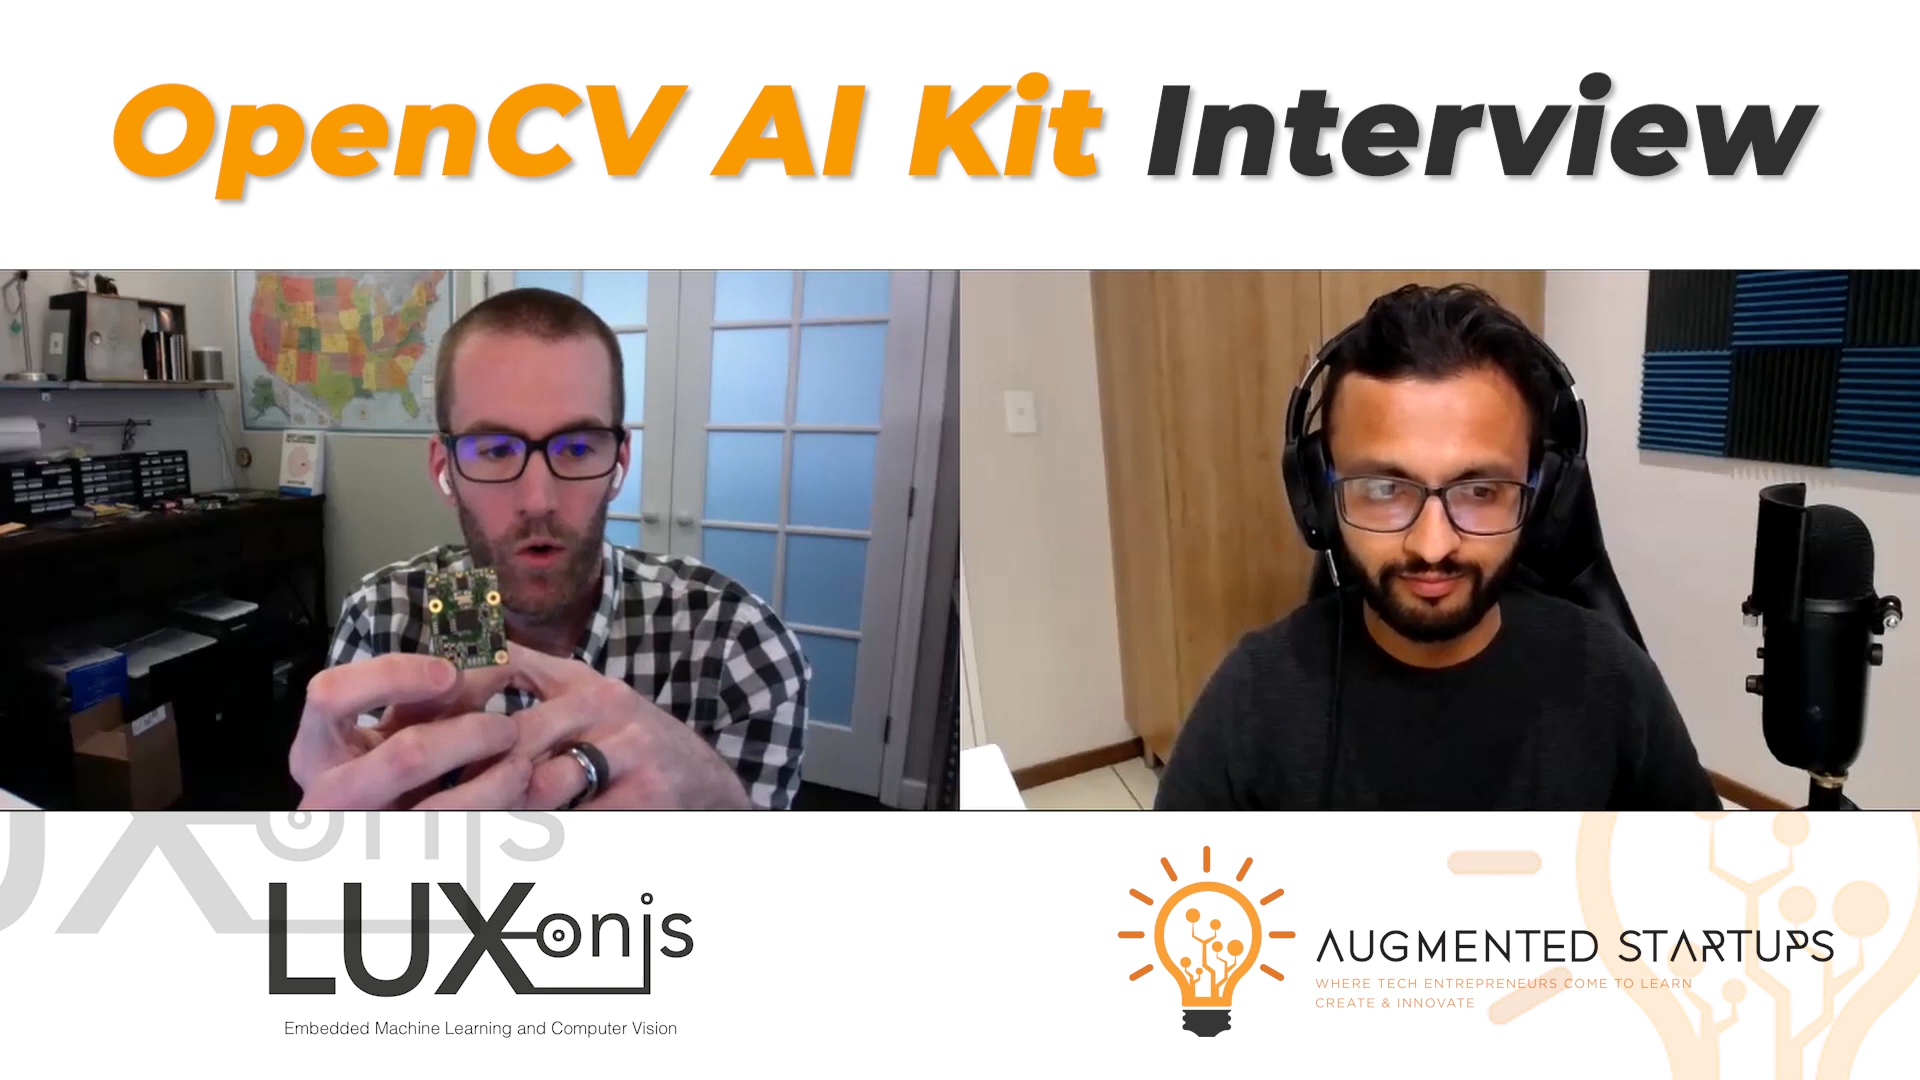 OpenCV AI Kit Interview
LUXonis
Embedded Machine Learning and Computer Vision
AUGMENTED STARTUPS
WHERE TECH ENTREPRENEURS COME TO LEARN
CREATE & INNOVATE